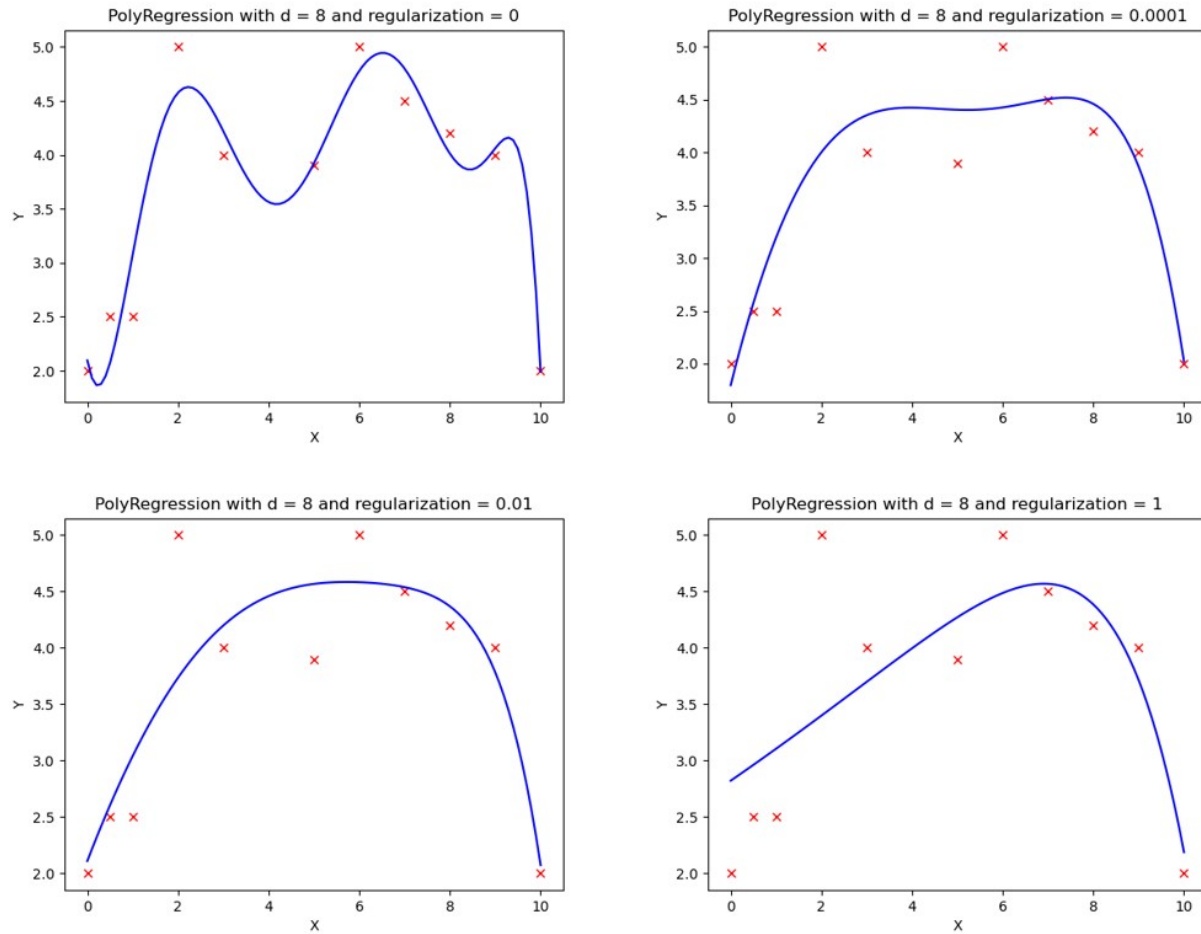 PolyRegression with d = 8 and regularization = 0
5.0
4.5
4.0
3.5
3.0
2.5
2.0
Y
0 2 4 6 8 10
X
PolyRegression with d = 8 and regularization = 0.0001
5.0
4.5
4.0
3.5
3.0
2.5
2.0
Y
0 2 4 6 8 10
X
PolyRegression with d = 8 and regularization = 0.01
5.0
4.5
4.0
3.5
3.0
2.5
2.0
Y
0 2 4 6 8 10
X
PolyRegression with d = 8 and regularization = 1
5.0
4.5
4.0
3.5
3.0
2.5
2.0
Y
0 2 4 6 8 10
X